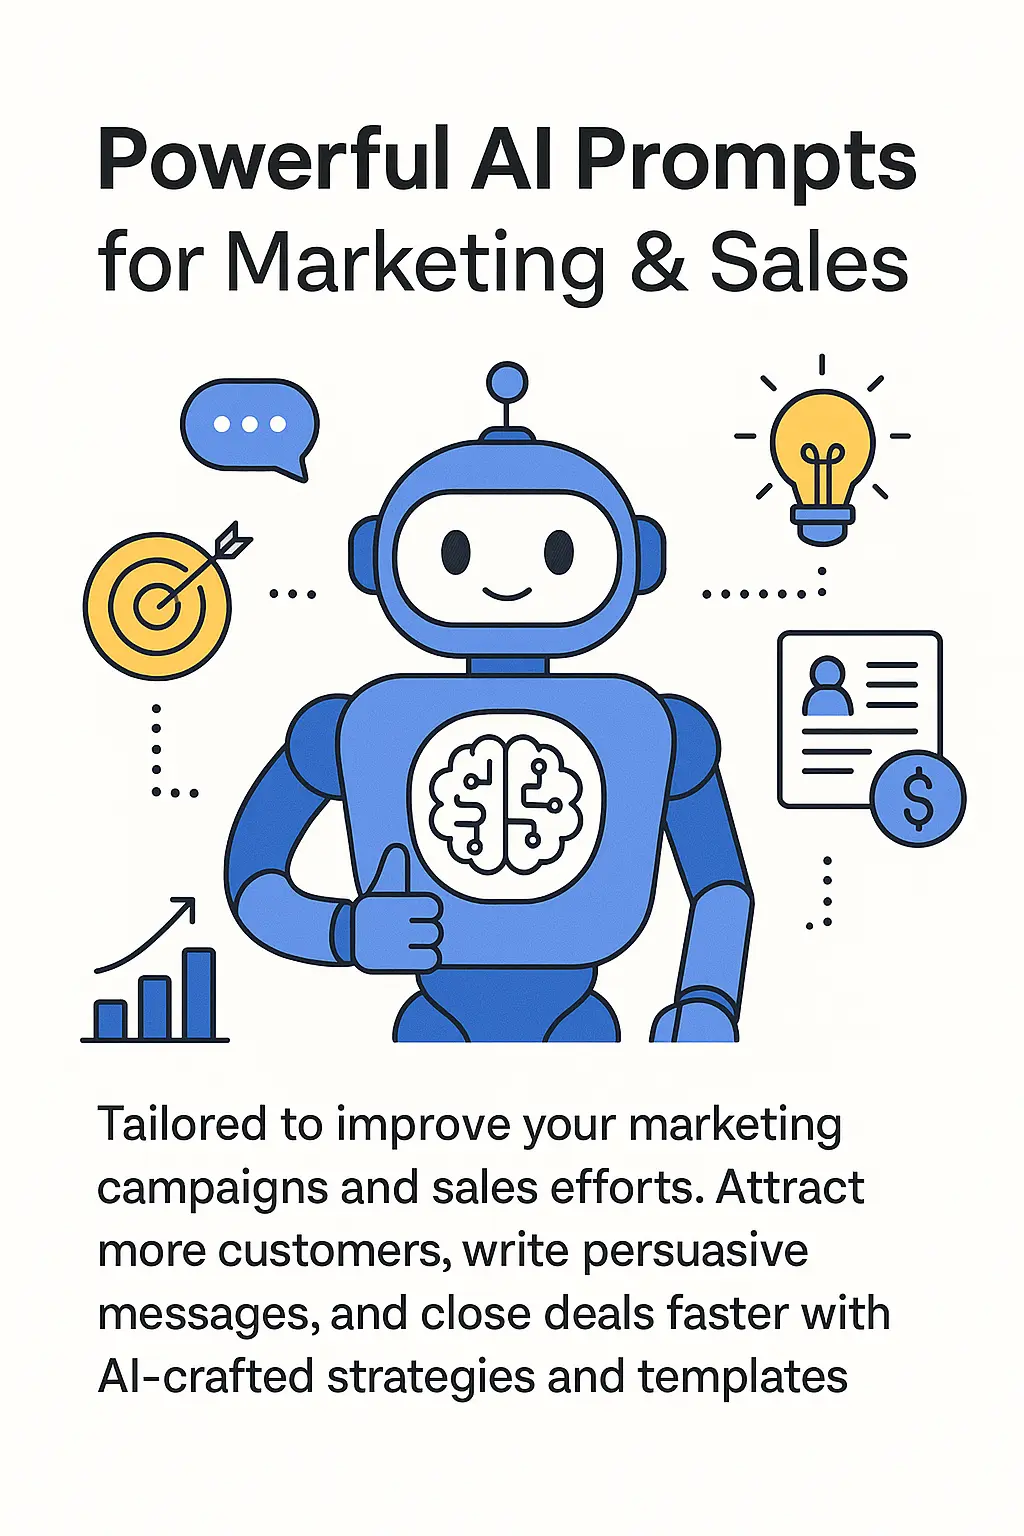 Powerful AI Prompts
for Marketing & Sales
$
Tailored to improve your marketing
campaigns and sales efforts. Attract
more customers, write persuasive
messages, and close deals faster with
AI-crafted strategies and templates